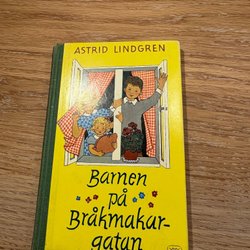 ASTRID LINDGREN
Barnen
på
Bråkmakar-
gatan